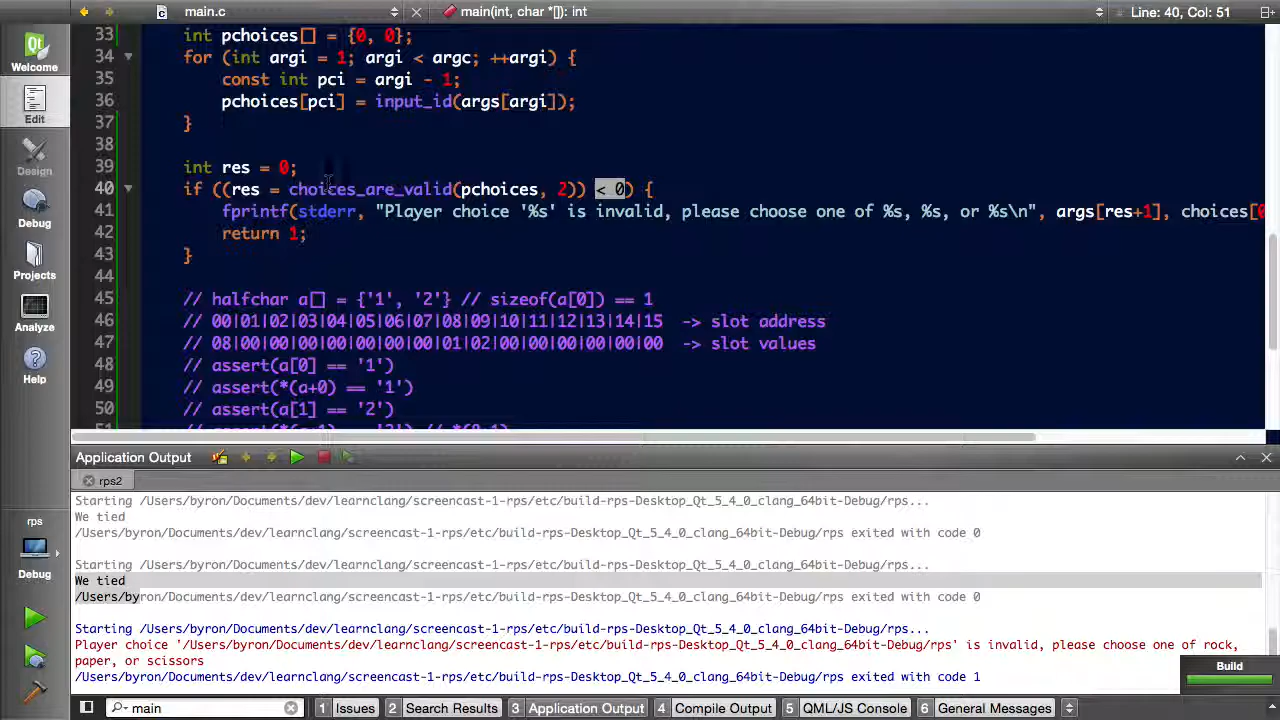 main.c
main(int, char *[]): int
Line: 40, Col: 51
Welcome
Edit
Design
Debug
Projects
Analyze
Help
rps
Debug
33 int pchoices[] = {0, 0};
34 for (int argi = 1; argi < argc; ++argi) {
35 const int pci = argi - 1;
36 pchoices[pci] = input_id(args[argi]);
37 }
38
39 int res = 0;
40 if ((res = choices_are_valid(pchoices, 2)) < 0) {
41 fprintf(stderr, "Player choice '%s' is invalid, please choose one of %s, %s, or %s\n", args[res+1], choices[0
42 return 1;
43 }
44
45 // halfchar a[] = {'1', '2'} // sizeof(a[0]) == 1
46 // 00|01|02|03|04|05|06|07|08|09|10|11|12|13|14|15 -> slot address
47 // 08|00|00|00|00|00|00|01|02|00|00|00|00|00|00 -> slot values
48 // assert(a[0] == '1')
49 // assert(*(a+0) == '1')
50 // assert(a[1] == '2')
Application Output
rps2
Starting /Users/byron/Documents/dev/learnclang/screencast-1-rps/etc/build-rps-Desktop_Qt_5_4_0_clang_64bit-Debug/rps...
We tied
/Users/byron/Documents/dev/learnclang/screencast-1-rps/etc/build-rps-Desktop_Qt_5_4_0_clang_64bit-Debug/rps exited with code 0
Starting /Users/byron/Documents/dev/learnclang/screencast-1-rps/etc/build-rps-Desktop_Qt_5_4_0_clang_64bit-Debug/rps...
We tied
/Users/byron/Documents/dev/learnclang/screencast-1-rps/etc/build-rps-Desktop_Qt_5_4_0_clang_64bit-Debug/rps exited with code 0
Starting /Users/byron/Documents/dev/learnclang/screencast-1-rps/etc/build-rps-Desktop_Qt_5_4_0_clang_64bit-Debug/rps...
Player choice '/Users/byron/Documents/dev/learnclang/screencast-1-rps/etc/build-rps-Desktop_Qt_5_4_0_clang_64bit-Debug/rps' is invalid, please choose one of rock,
paper, or scissors
/Users/byron/Documents/dev/learnclang/screencast-1-rps/etc/build-rps-Desktop_Qt_5_4_0_clang_64bit-Debug/rps exited with code 1
Build
main
1 Issues
2 Search Results
3 Application Output
4 Compile Output
5 QML/JS Console
6 General Messages